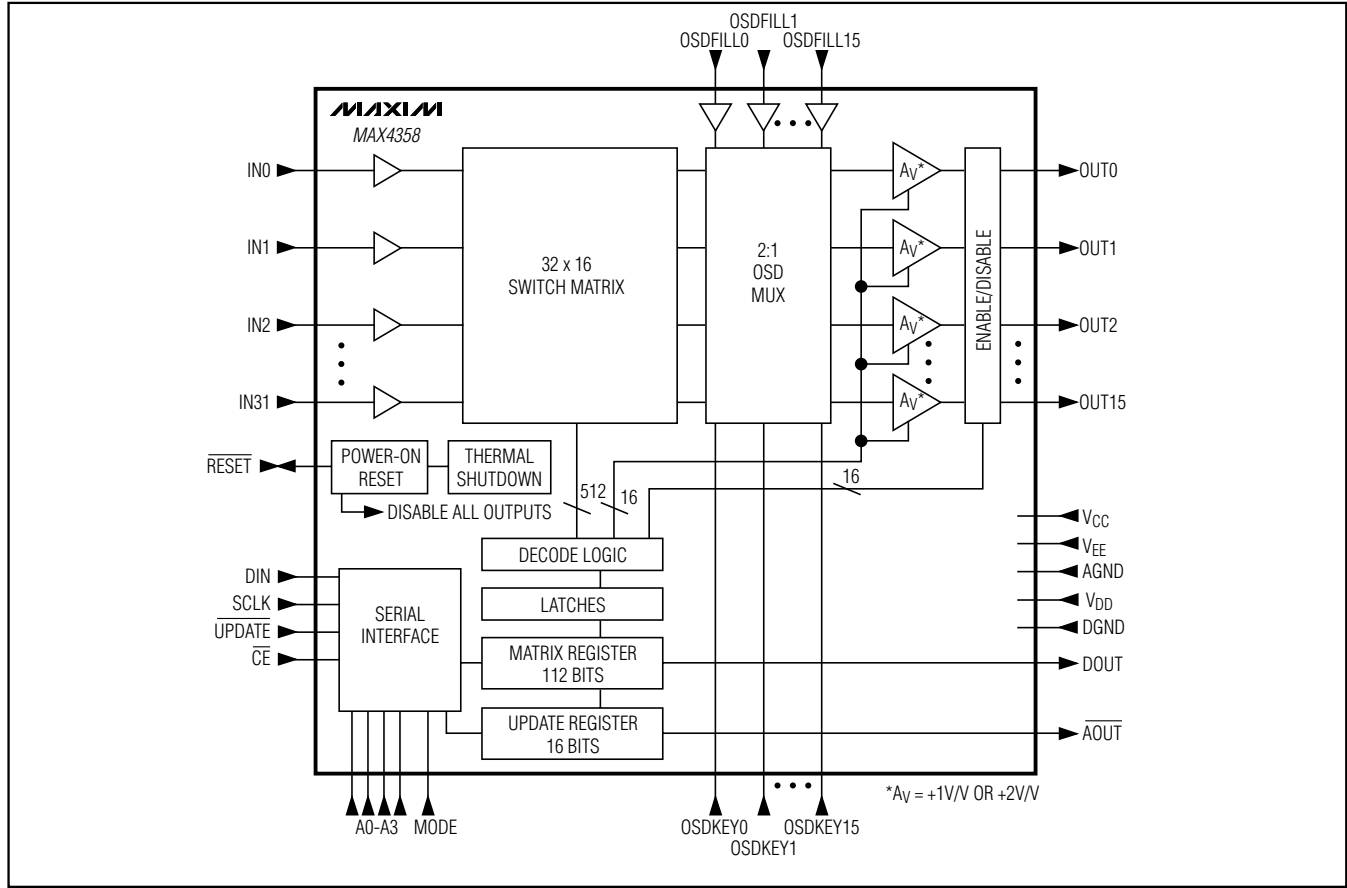 OSDFILL1
OSDFILL0 OSDFILL15
MAXIM
MAX4358
IN0
IN1
IN2
IN31
32 x 16
SWITCH MATRIX
2:1
OSD
MUX
AV*
AV*
AV*
AV*
ENABLE/DISABLE
OUT0
OUT1
OUT2
OUT15
RESET
POWER-ON
RESET
THERMAL
SHUTDOWN
DISABLE ALL OUTPUTS
512
16
16
DECODE LOGIC
LATCHES
MATRIX REGISTER
112 BITS
UPDATE REGISTER
16 BITS
DIN
SCLK
UPDATE
CE
SERIAL
INTERFACE
VCC
VEE
AGND
VDD
DGND
DOUT
AOUT
A0-A3 MODE
OSDKEY0 OSDKEY15
OSDKEY1
*AV = +1V/V OR +2V/V